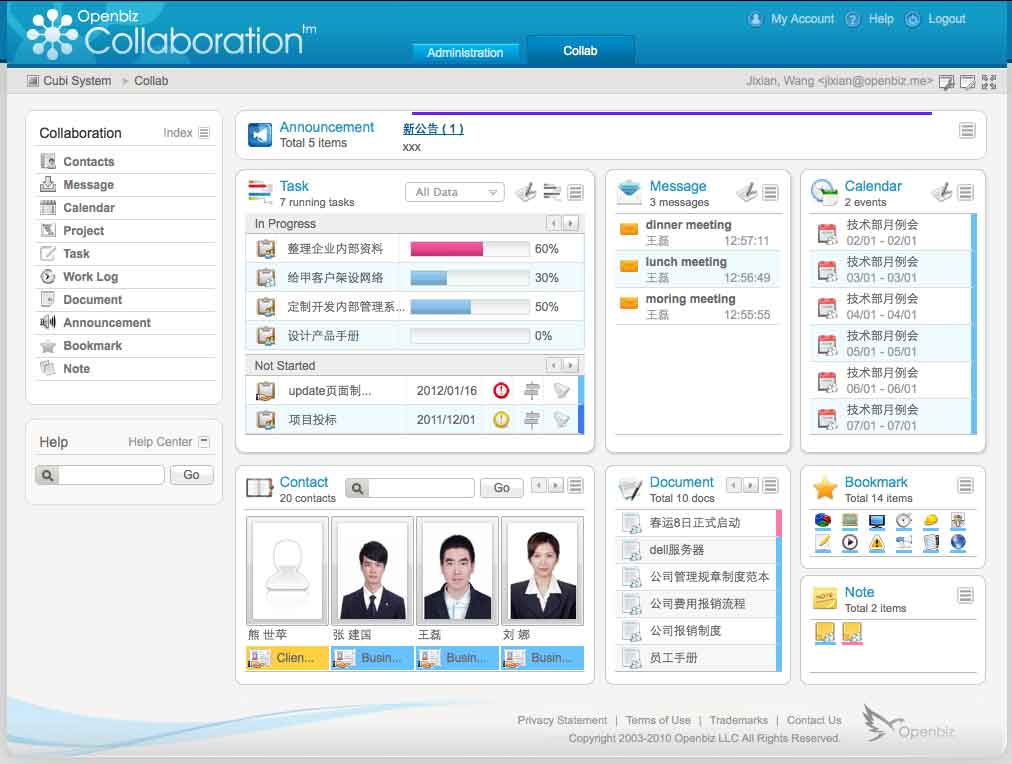 Openbiz
Collaboration™
My Account
Help
Logout
Administration
Collab
Cubi System
Collab
Jixian, Wang <jixian@openbiz.me>
Collaboration
Index
Contacts
Message
Calendar
Project
Task
Work Log
Document
Announcement
Bookmark
Note
Help
Help Center
Go
Announcement
Total 5 items
新公告 ( 1 )
xxx
Task
7 running tasks
All Data
In Progress
整理企业内部资料
60%
给甲客户架设网络
30%
定制开发内部管理系...
50%
设计产品手册
0%
Not Started
update页面制...
2012/01/16
项目投标
2011/12/01
Message
3 messages
dinner meeting
王磊
12:57:11
lunch meeting
王磊
12:56:49
moring meeting
王磊
12:55:55
Calendar
2 events
技术部月例会
02/01 - 02/01
技术部月例会
03/01 - 03/01
技术部月例会
04/01 - 04/01
技术部月例会
05/01 - 05/01
技术部月例会
06/01 - 06/01
技术部月例会
07/01 - 07/01
Contact
20 contacts
Go
熊 世苹
张 建国
王磊
刘 娜
Clien...
Busin...
Busin...
Busin...
Document
Total 10 docs
春运8日正式启动
dell服务器
公司管理规章制度范本
公司费用报销流程
公司报销制度
员工手册
Bookmark
Total 14 items
Note
Total 2 items
NOTE
Privacy Statement | Terms of Use | Trademarks | Contact Us
Copyright 2003-2010 Openbiz LLC All Rights Reserved.
Openbiz